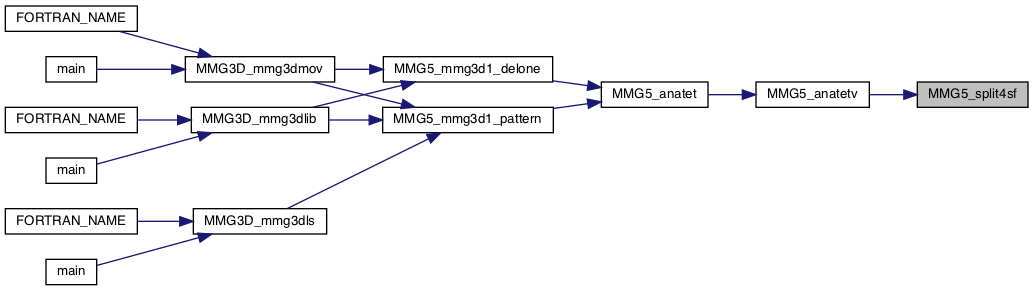 FORTRAN_NAME
main
MMG3D_mmg3dmov
MMG5_mmg3d1_delone
MMG5_anatet
MMG5_anatetv
MMG5_split4sf
FORTRAN_NAME
MMG3D_mmg3dlib
MMG5_mmg3d1_pattern
main
FORTRAN_NAME
MMG3D_mmg3dls
main